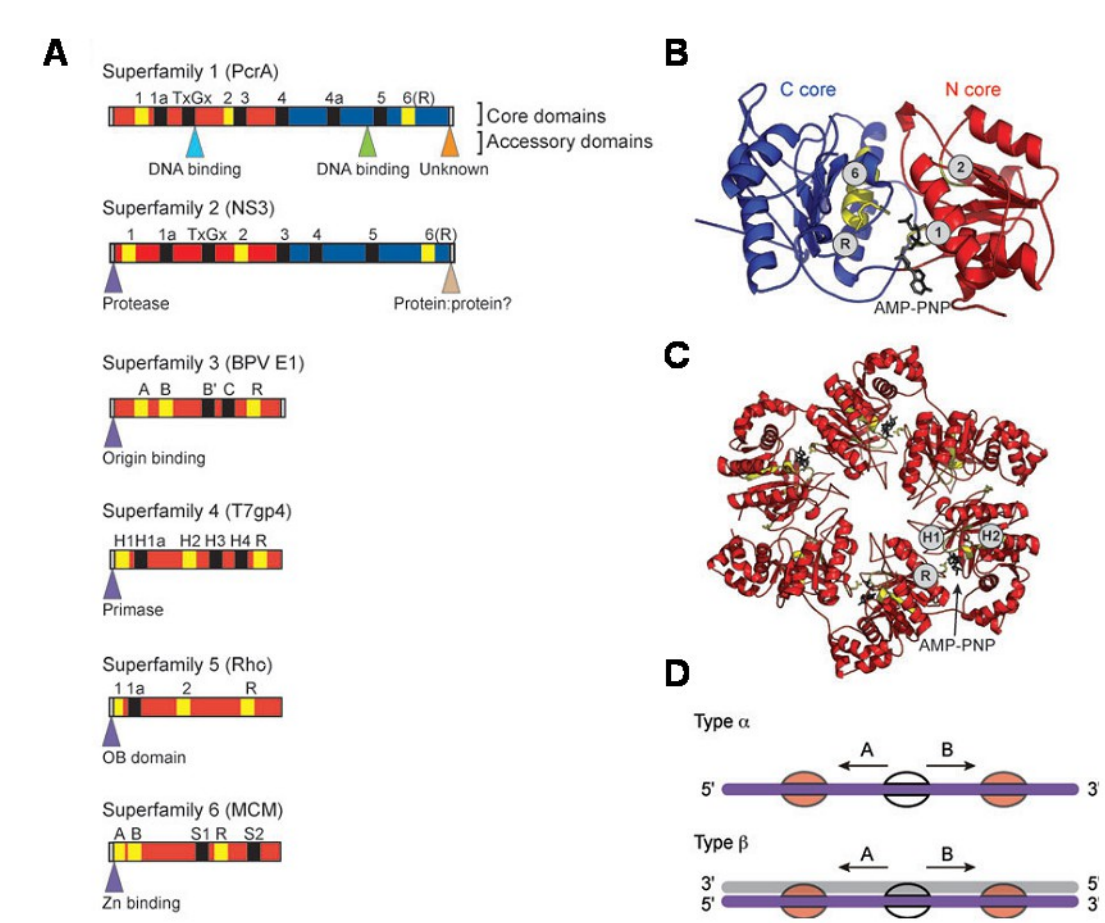 A
Superfamily 1 (PcrA)
1 1a TxGx 2 3 4 4a 5 6(R)
Core domains
Accessory domains
DNA binding DNA binding Unknown
Superfamily 2 (NS3)
1 1a TxGx 2 3 4 5 6(R)
Protease Protein:protein?
Superfamily 3 (BPV E1)
A B B' C R
Origin binding
Superfamily 4 (T7gp4)
H1H1a H2 H3 H4 R
Primase
Superfamily 5 (Rho)
1 1a 2 R
OB domain
Superfamily 6 (MCM)
A B S1 R S2
Zn binding
B
C core N core
6 2
R 1
AMP-PNP
C
H1 H2
R
AMP-PNP
D
Type α
A B
5' 3'
Type β
A B
3' 5'
5' 3'